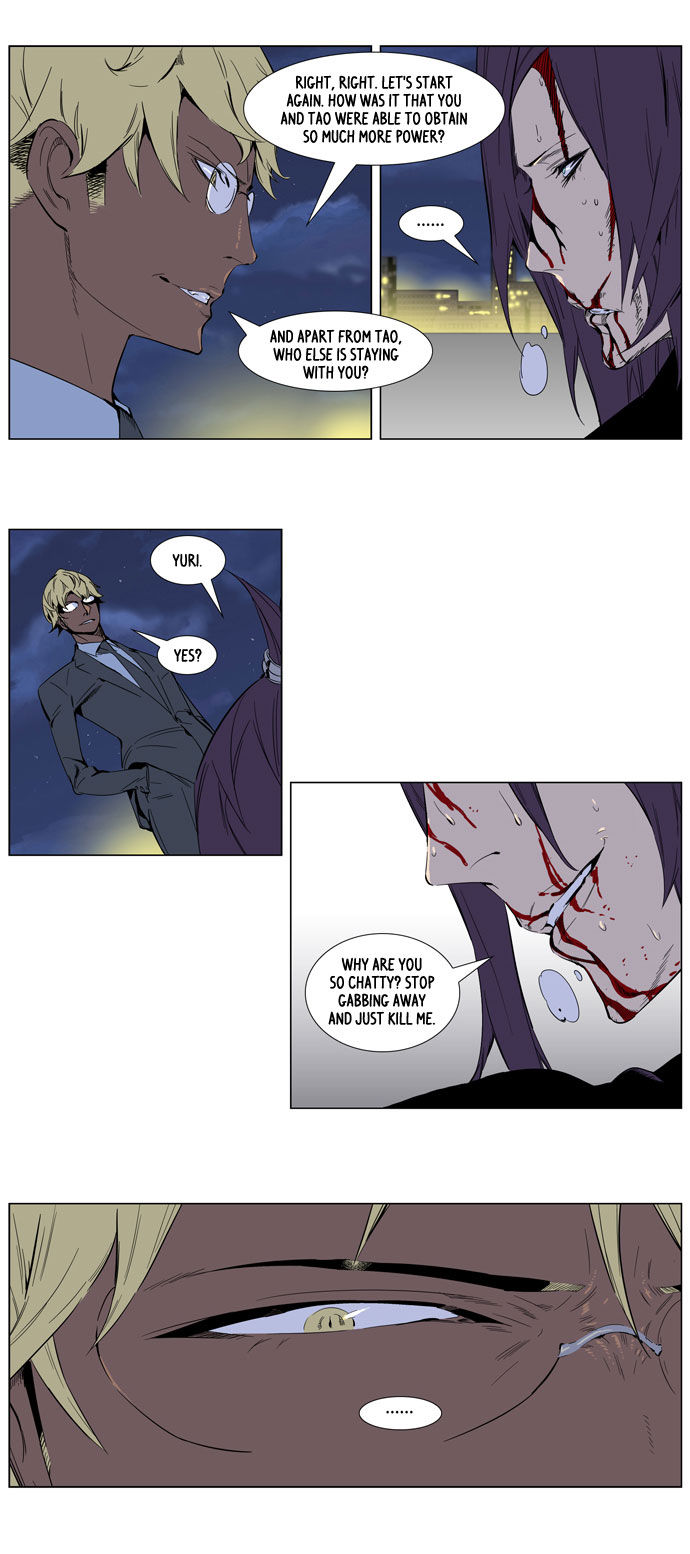 RIGHT, RIGHT. LET'S START
AGAIN. HOW WAS IT THAT YOU
AND TAO WERE ABLE TO OBTAIN
SO MUCH MORE POWER?
......
AND APART FROM TAO,
WHO ELSE IS STAYING
WITH YOU?
YURI.
YES?
WHY ARE YOU
SO CHATTY? STOP
GABBING AWAY
AND JUST KILL ME.
......